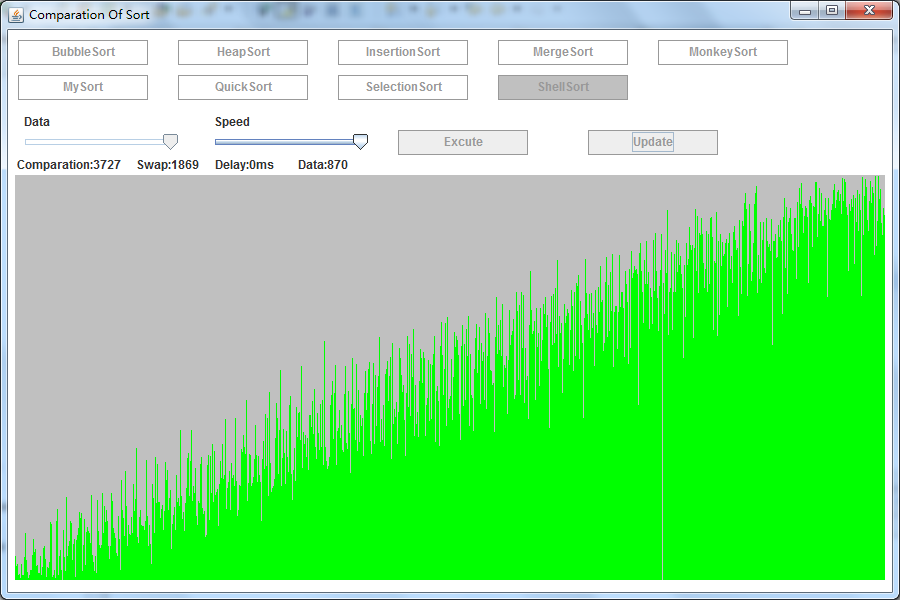 Comparation Of Sort
BubbleSort HeapSort InsertionSort MergeSort MonkeySort
MySort QuickSort SelectionSort ShellSort
Data Speed
Excute Update
Comparation:3727 Swap:1869 Delay:0ms Data:870